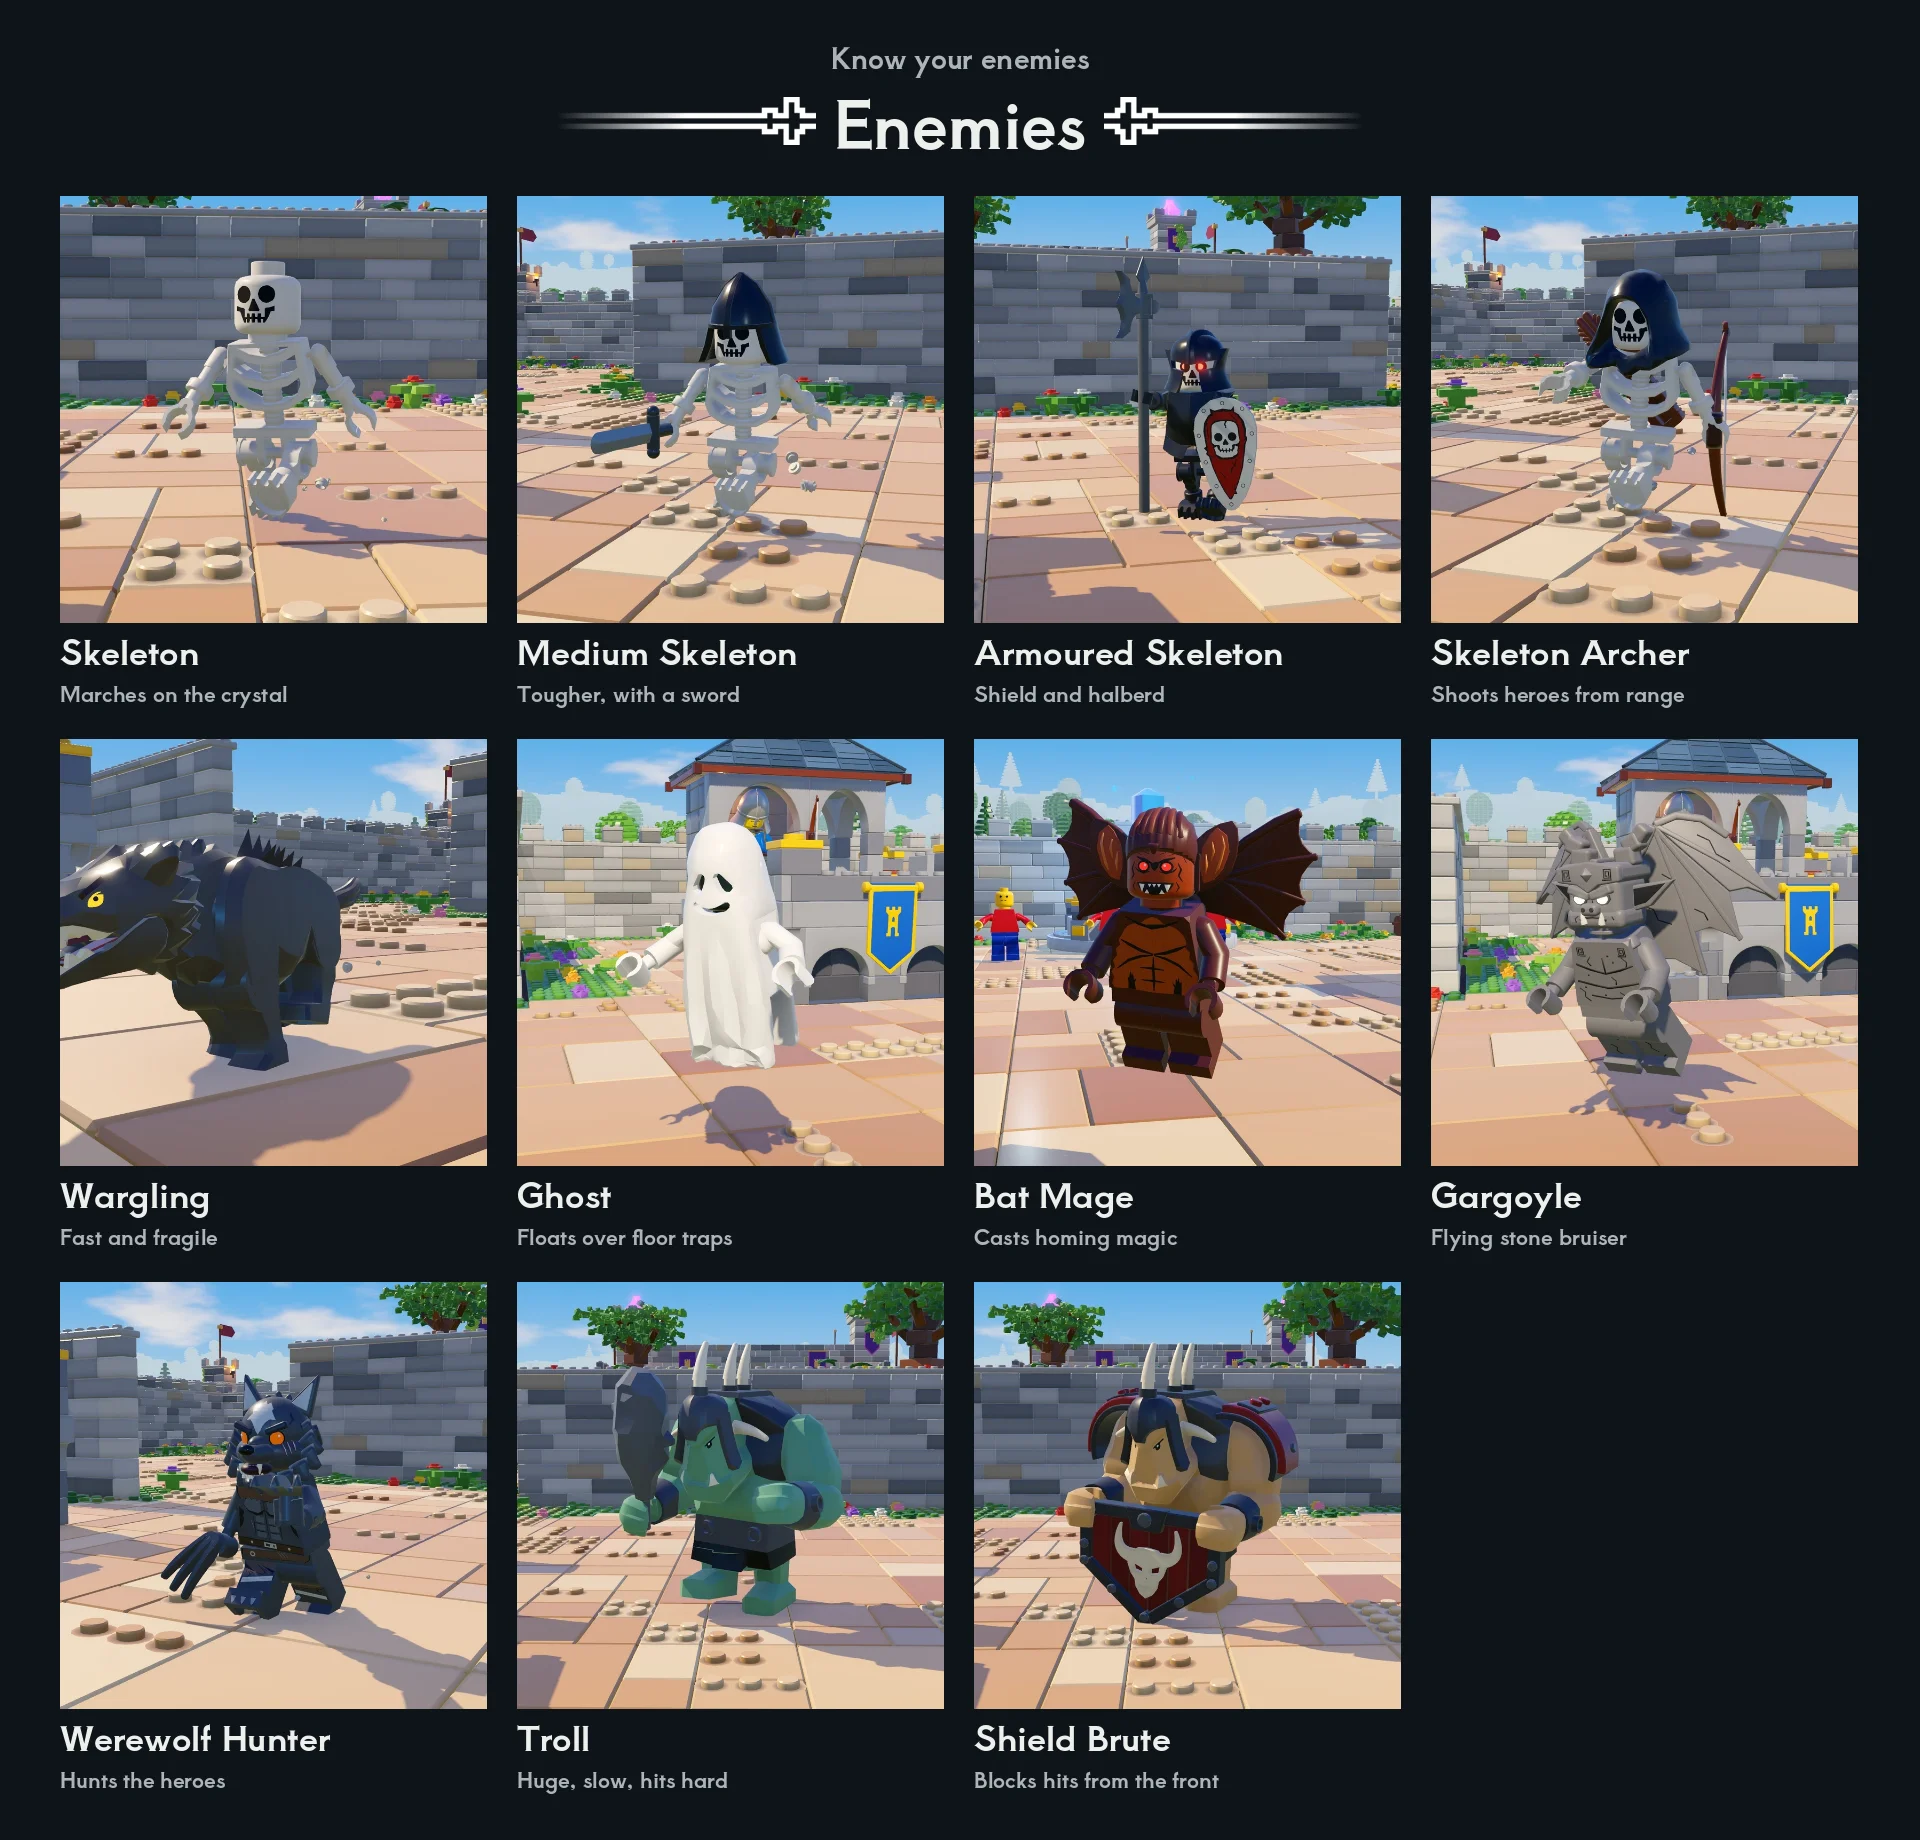 Know your enemies
Enemies
Skeleton
Marches on the crystal
Medium Skeleton
Tougher, with a sword
Armoured Skeleton
Shield and halberd
Skeleton Archer
Shoots heroes from range
Wargling
Fast and fragile
Ghost
Floats over floor traps
Bat Mage
Casts homing magic
Gargoyle
Flying stone bruiser
Werewolf Hunter
Hunts the heroes
Troll
Huge, slow, hits hard
Shield Brute
Blocks hits from the front